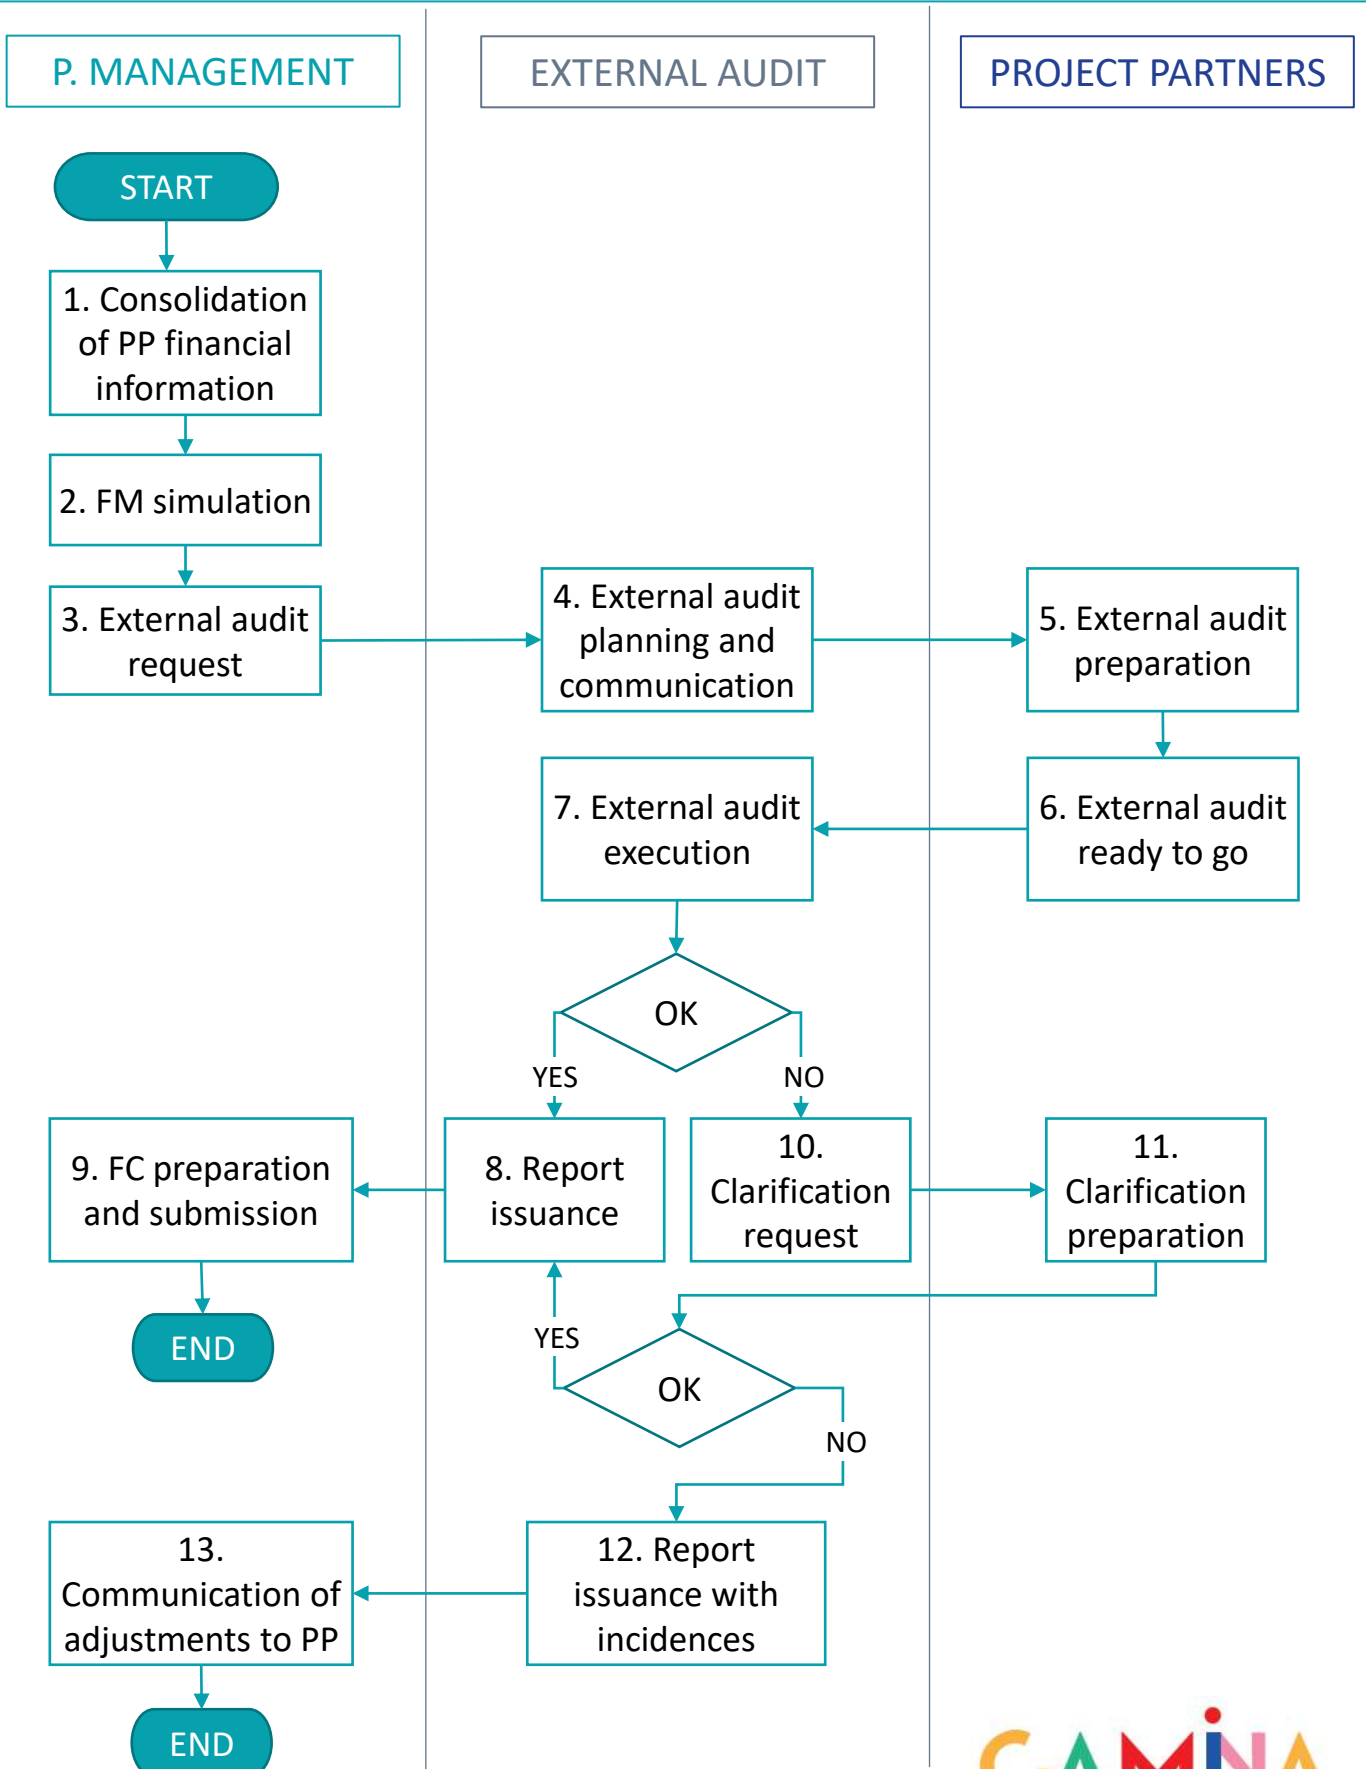 P. MANAGEMENT
EXTERNAL AUDIT
PROJECT PARTNERS
START
1. Consolidation
of PP financial
information
2. FM simulation
3. External audit
request
4. External audit
planning and
communication
5. External audit
preparation
6. External audit
ready to go
7. External audit
execution
OK
YES
NO
8. Report
issuance
9. FC preparation
and submission
END
10.
Clarification
request
11.
Clarification
preparation
OK
YES
NO
12. Report
issuance with
incidences
13.
Communication of
adjustments to PP
END